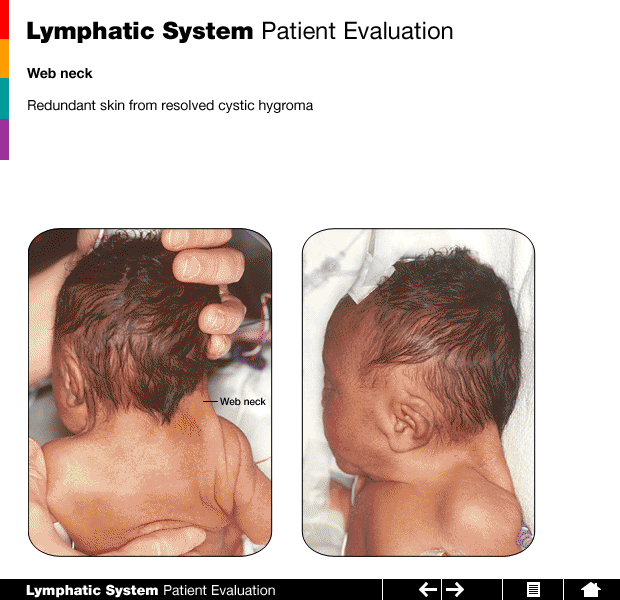 Lymphatic System Patient Evaluation
Web neck
Redundant skin from resolved cystic hygroma
Web neck
Lymphatic System Patient Evaluation